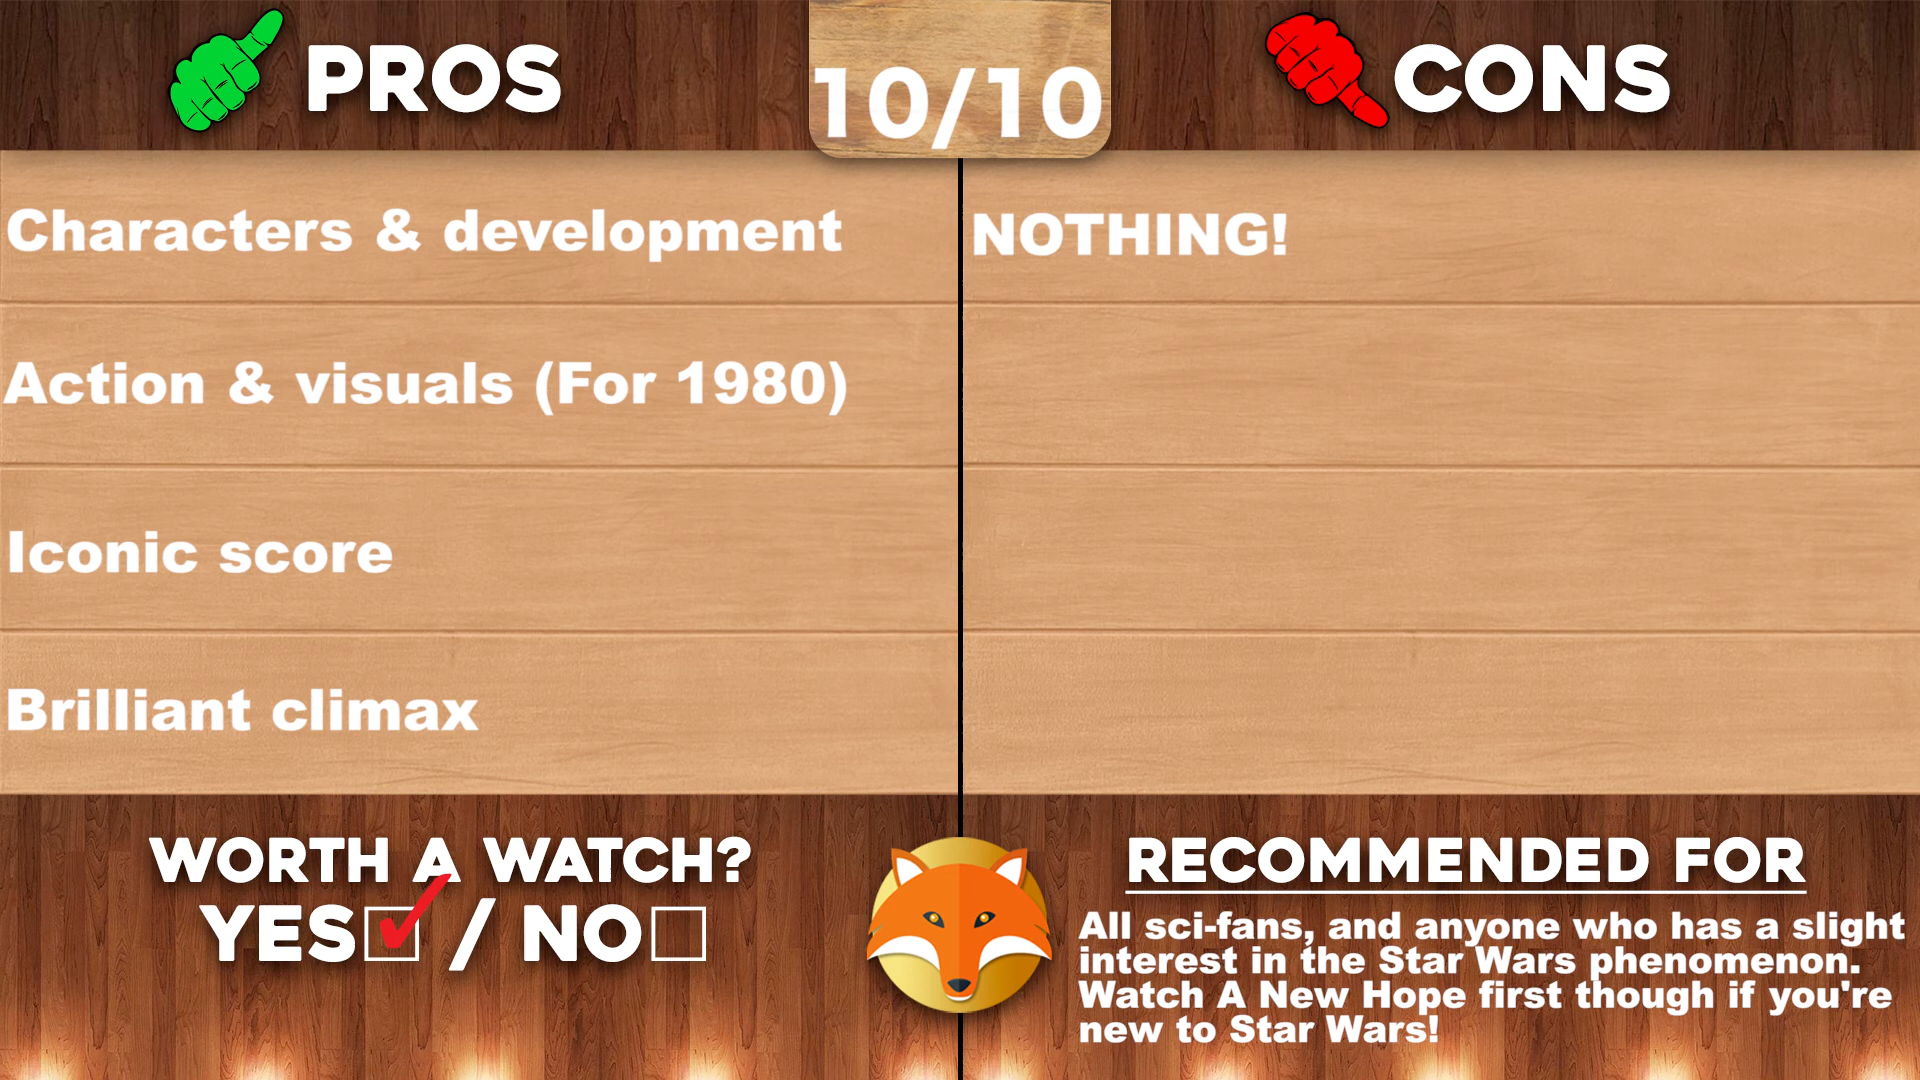 PROS
10/10
CONS
Characters & development
Action & visuals (For 1980)
Iconic score
Brilliant climax
NOTHING!
WORTH A WATCH?
YES / NO
RECOMMENDED FOR
All sci-fans, and anyone who has a slight
interest in the Star Wars phenomenon.
Watch A New Hope first though if you're
new to Star Wars!